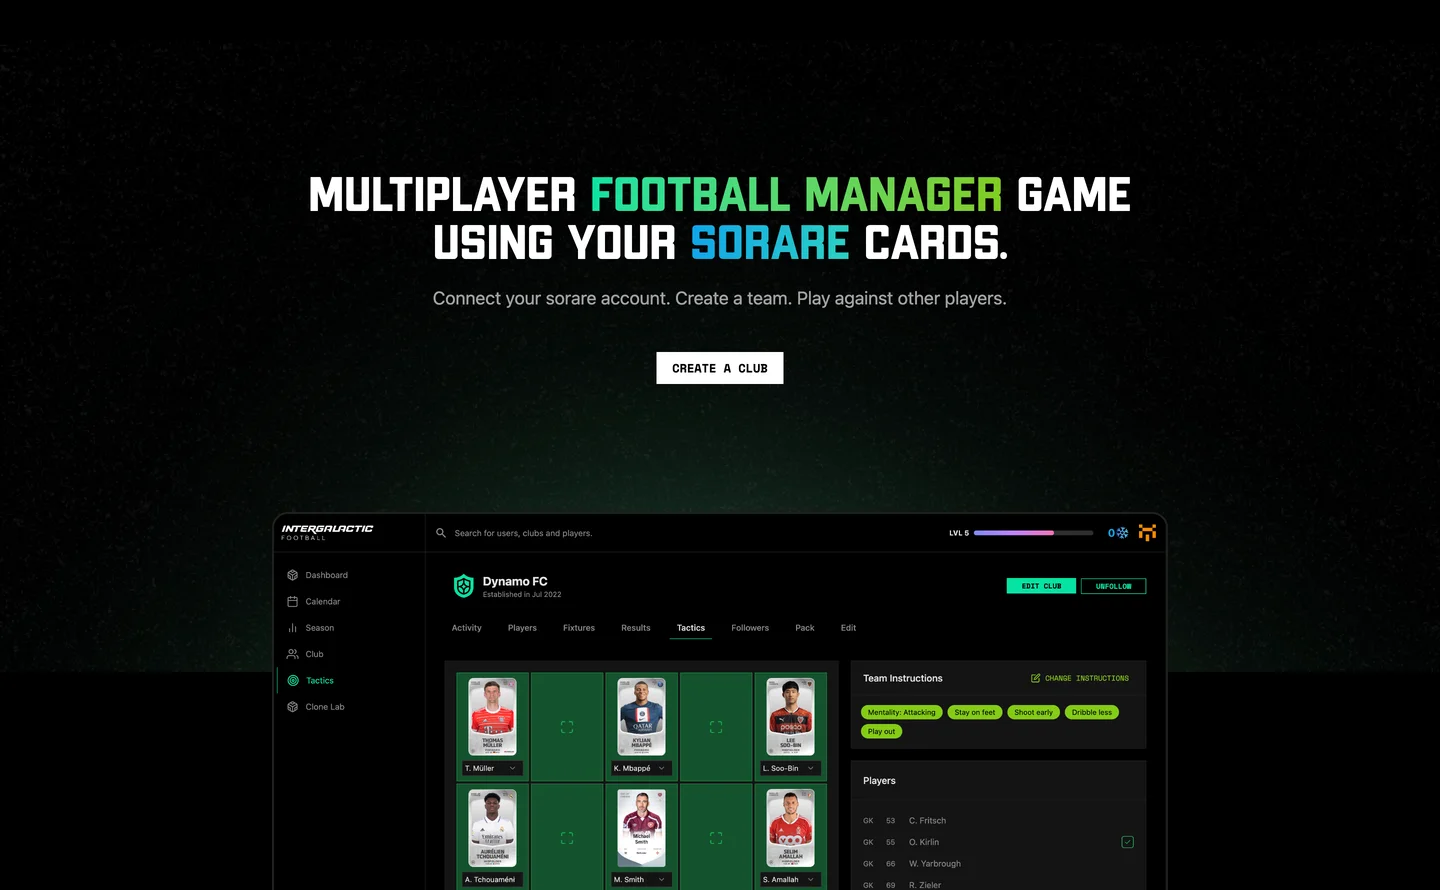 MULTIPLAYER FOOTBALL MANAGER GAME
USING YOUR SORARE CARDS.
Connect your sorare account. Create a team. Play against other players.
CREATE A CLUB
INTERGALACTIC
FOOTBALL
Search for users, clubs and players.
LVL 5
0
Dashboard
Calendar
Season
Club
Tactics
Clone Lab
Dynamo FC
Established in Jul 2022
EDIT CLUB
UNFOLLOW
Activity
Players
Fixtures
Results
Tactics
Followers
Pack
Edit
THOMAS
MÜLLER
T. Müller
QATAR
KYLIAN
MBAPPÉ
K. Mbappé
LEE
SOO-BIN
L. Soo-Bin
AURÉLIEN
TCHOUAMÉNI
A. Tchouaméni
Michael
Smith
M. Smith
SELIM
AMALLAH
S. Amallah
Team Instructions
CHANGE INSTRUCTIONS
Mentality: Attacking
Stay on feet
Shoot early
Dribble less
Play out
Players
GK 53 C. Fritsch
GK 55 O. Kirlin
GK 66 W. Yarbrough
GK 69 R. Zieler